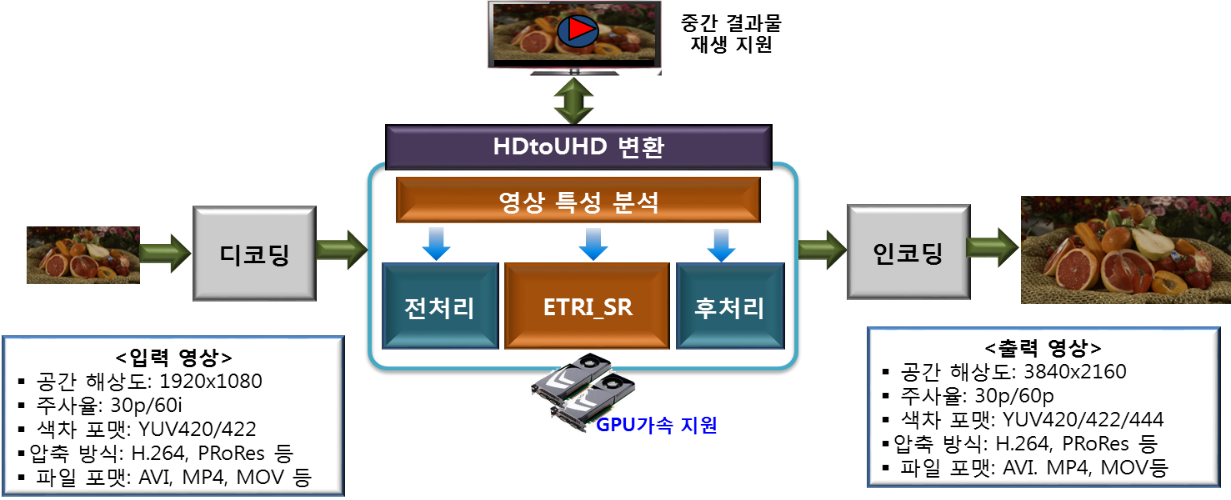 중간 결과물
재생 지원
HDtoUHD 변환
영상 특성 분석
디코딩
인코딩
전처리
ETRI_SR
후처리
GPU가속 지원
<입력 영상>
▪ 공간 해상도: 1920x1080
▪ 주사율: 30p/60i
▪ 색차 포맷: YUV420/422
▪압축 방식: H.264, PRoRes 등
▪ 파일 포맷: AVI, MP4, MOV 등
<출력 영상>
▪ 공간 해상도: 3840x2160
▪ 주사율: 30p/60p
▪ 색차 포맷: YUV420/422/444
▪압축 방식: H.264, PRoRes 등
▪ 파일 포맷: AVI. MP4, MOV등